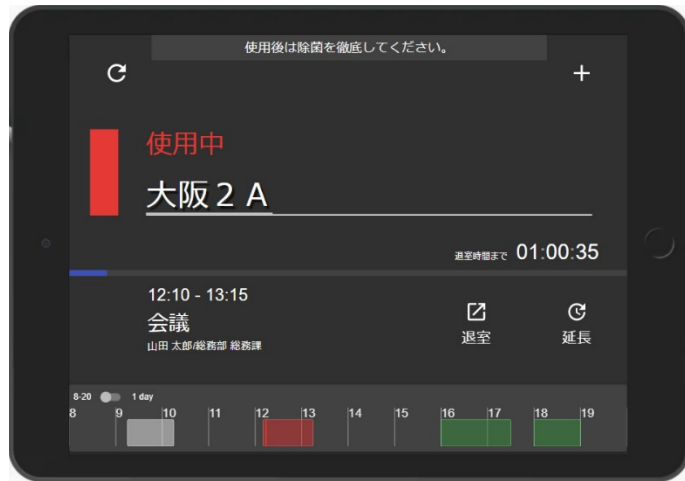 使用後は除菌を徹底してください。
使用中
大阪２Ａ
退室時間まで 01:00:35
12:10 - 13:15
会議
山田 太郎/総務部 総務課
退室
延長
8-20 1 day
8 9 10 11 12 13 14 15 16 17 18 19